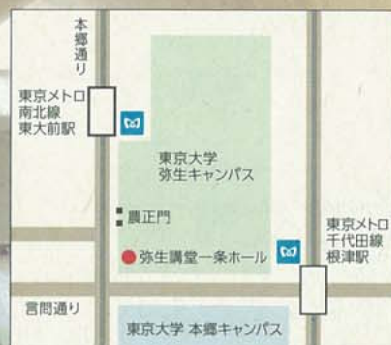 本郷通り
東京メトロ
南北線
東大前駅
東京大学
弥生キャンパス
農正門
弥生講堂一条ホール
東京メトロ
千代田線
根津駅
言問通り
東京大学 本郷キャンパス